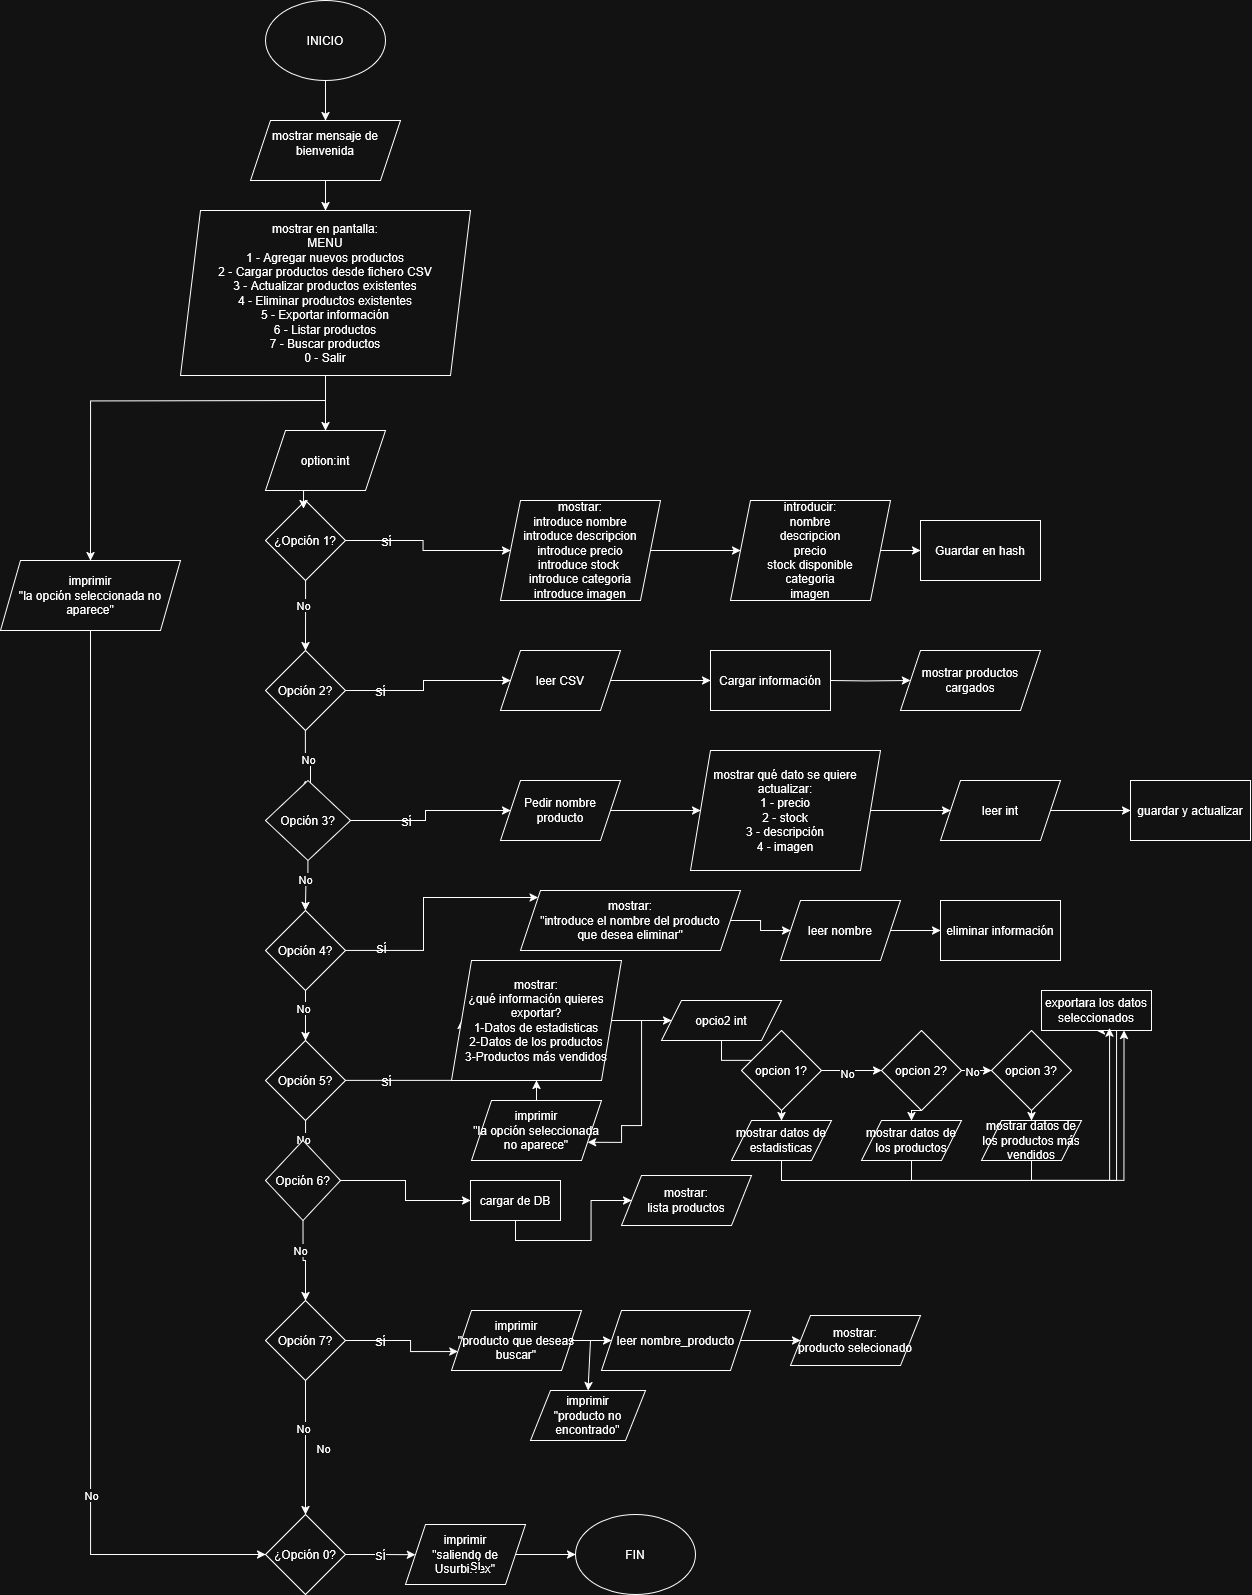 INICIO
mostrar mensaje de
bienvenida
mostrar en pantalla:
MENU
1 - Agregar nuevos productos
2 - Cargar productos desde fichero CSV
3 - Actualizar productos existentes
4 - Eliminar productos existentes
5 - Exportar información
6 - Listar productos
7 - Buscar productos
0 - Salir
option:int
¿Opción 1?
sí
mostrar:
introduce nombre
introduce descripcion
introduce precio
introduce stock
introduce categoria
introduce imagen
introducir:
nombre
descripcion
precio
stock disponible
categoria
imagen
Guardar en hash
imprimir
"la opción seleccionada no
aparece"
No
Opción 2?
sí
leer CSV
Cargar información
mostrar productos
cargados
No
Opción 3?
sí
Pedir nombre
producto
mostrar qué dato se quiere
actualizar:
1 - precio
2 - stock
3 - descripción
4 - imagen
leer int
guardar y actualizar
No
Opción 4?
sí
mostrar:
"introduce el nombre del producto
que desea eliminar"
leer nombre
eliminar información
No
Opción 5?
sí
mostrar:
¿qué información quieres
exportar?
1-Datos de estadisticas
2-Datos de los productos
3-Productos más vendidos
imprimir
"la opción seleccionada
no aparece"
opcio2 int
opcion 1?
No
opcion 2?
No
opcion 3?
exportara los datos
seleccionados
mostrar datos de
estadisticas
mostrar datos de
los productos
mostrar datos de
los productos más
vendidos
No
Opción 6?
cargar de DB
mostrar:
lista productos
No
Opción 7?
sí
imprimir
"producto que deseas
buscar"
leer nombre_producto
mostrar:
producto selecionado
imprimir
"producto no
encontrado"
No
No
No
¿Opción 0?
sí
imprimir
"saliendo de
sí
FIN